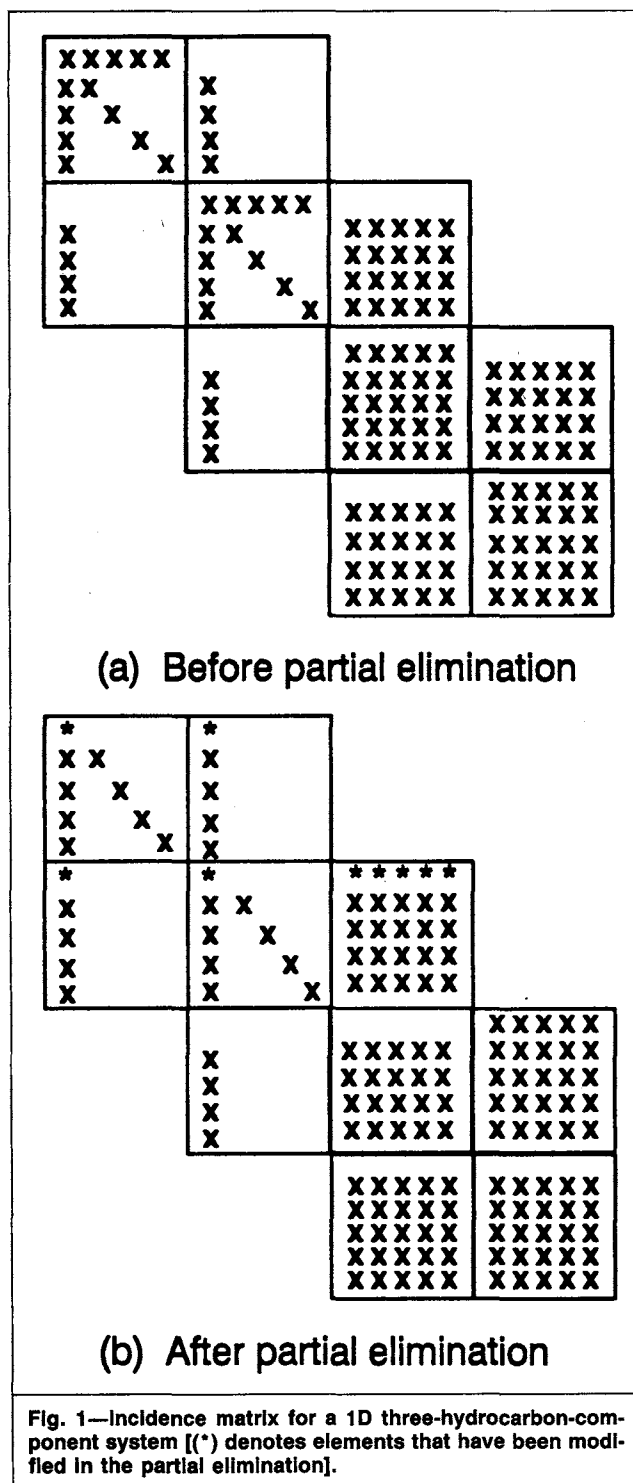 X X X X X
X X X
X X X
X X X
X X X
X X X X X
X X X X X X X X
X X X X X X X X
X X X X X X X X
X X X X X X X X
X X X X X
X X X X X X X X X X X
X X X X X X X X X X X
X X X X X X X X X X X
X X X X X X X X X X X
X X X X X
X X X X X X X X X X
X X X X X X X X X X
X X X X X X X X X X
X X X X X X X X X X
(a) Before partial elimination
* *
X X X
X X X
X X X
X X X
* * * * * * *
X X X X X X X X
X X X X X X X X
X X X X X X X X
X X X X X X X X
X X X X X
X X X X X X X X X X X
X X X X X X X X X X X
X X X X X X X X X X X
X X X X X X X X X X X
X X X X X X X X X X
X X X X X X X X X X
X X X X X X X X X X
X X X X X X X X X X
X X X X X X X X X X
(b) After partial elimination
Fig. 1—Incidence matrix for a 1D three-hydrocarbon-com-
ponent system [(*) denotes elements that have been modi-
fied in the partial elimination].